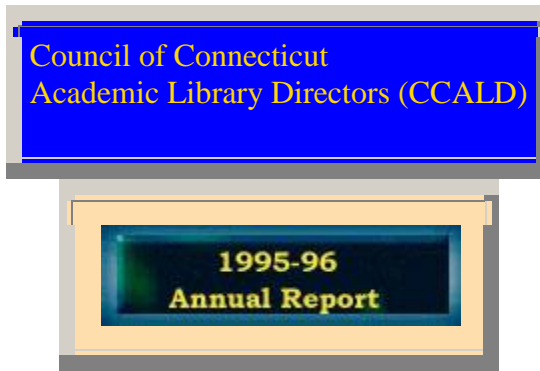 Council of Connecticut
Academic Library Directors (CCALD)
1995-96
Annual Report